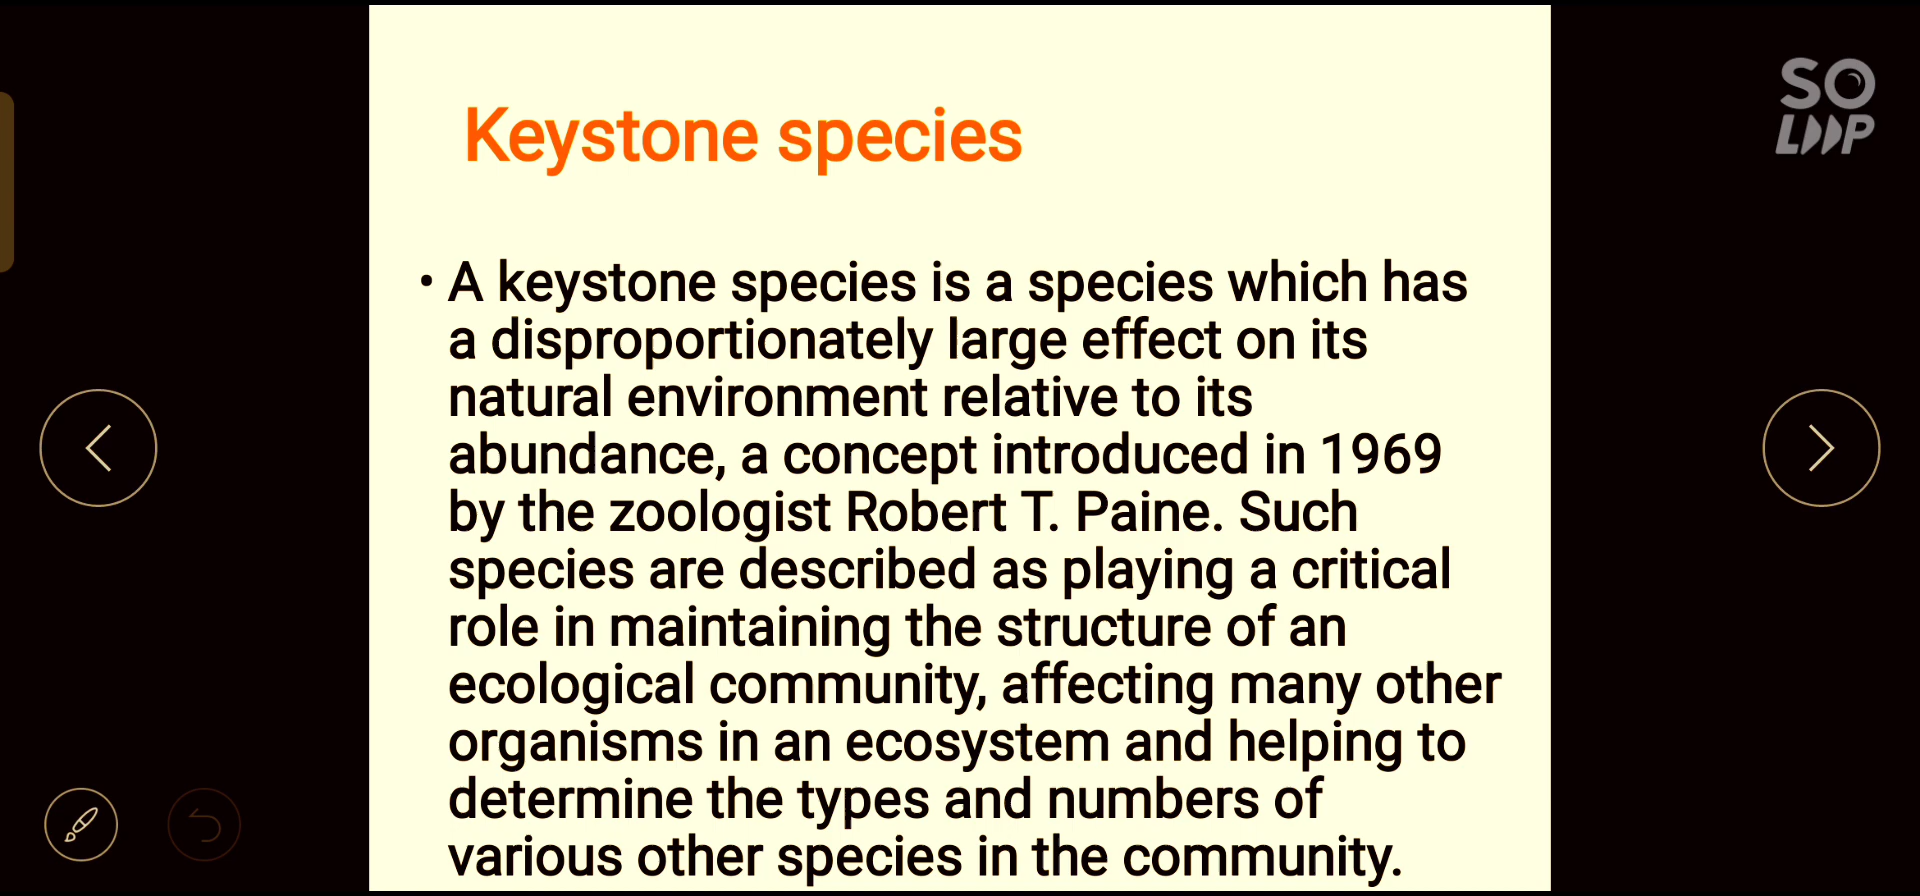 SO
LOOP
Keystone species
• A keystone species is a species which has
a disproportionately large effect on its
natural environment relative to its
abundance, a concept introduced in 1969
by the zoologist Robert T. Paine. Such
species are described as playing a critical
role in maintaining the structure of an
ecological community, affecting many other
organisms in an ecosystem and helping to
determine the types and numbers of
various other species in the community.